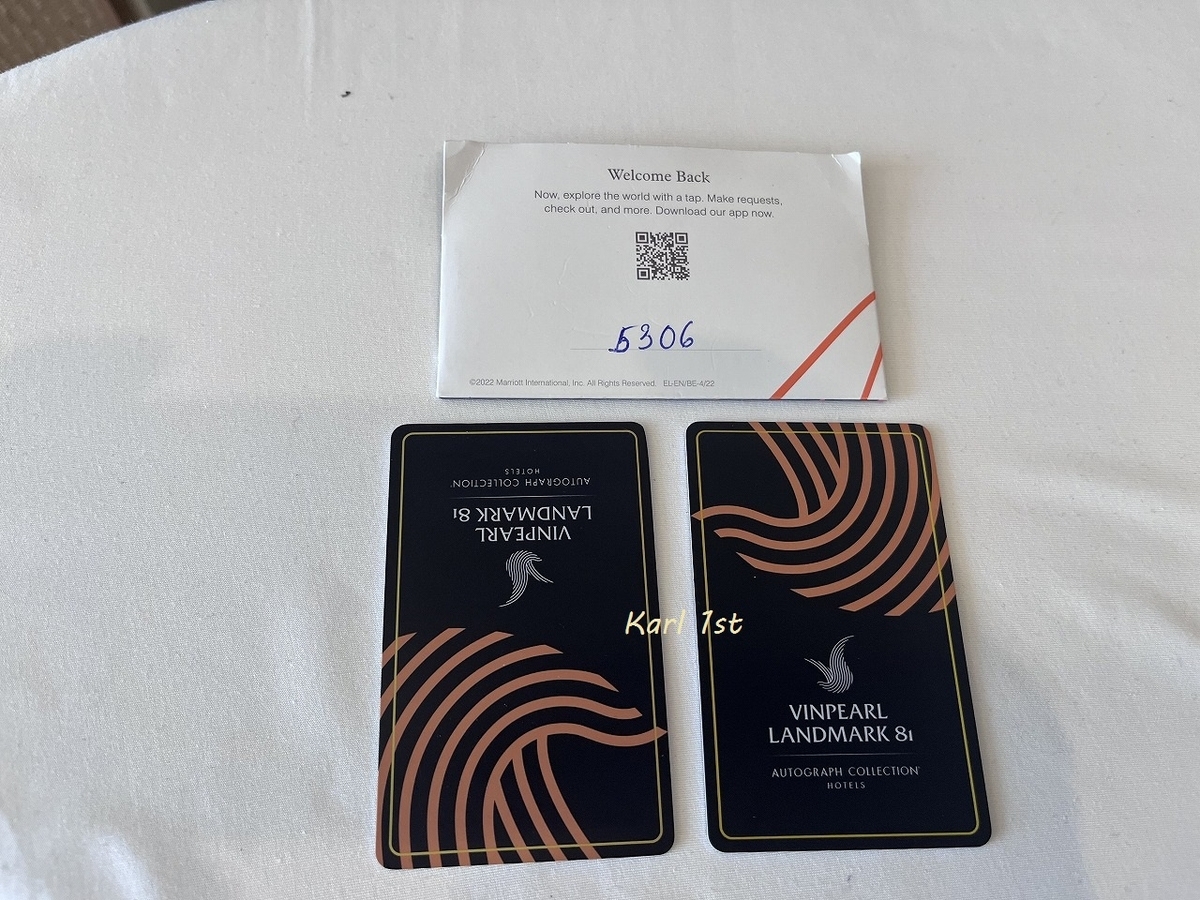 Welcome Back
Now, explore the world with a tap. Make requests,
check out, and more. Download our app now.
5306
©2022 Marriott International, Inc. All Rights Reserved. EL-EN/BE-4/22
VINPEARL
LANDMARK 81
AUTOGRAPH COLLECTION
HOTELS
Karl 1st
VINPEARL
LANDMARK 81
AUTOGRAPH COLLECTION
HOTELS